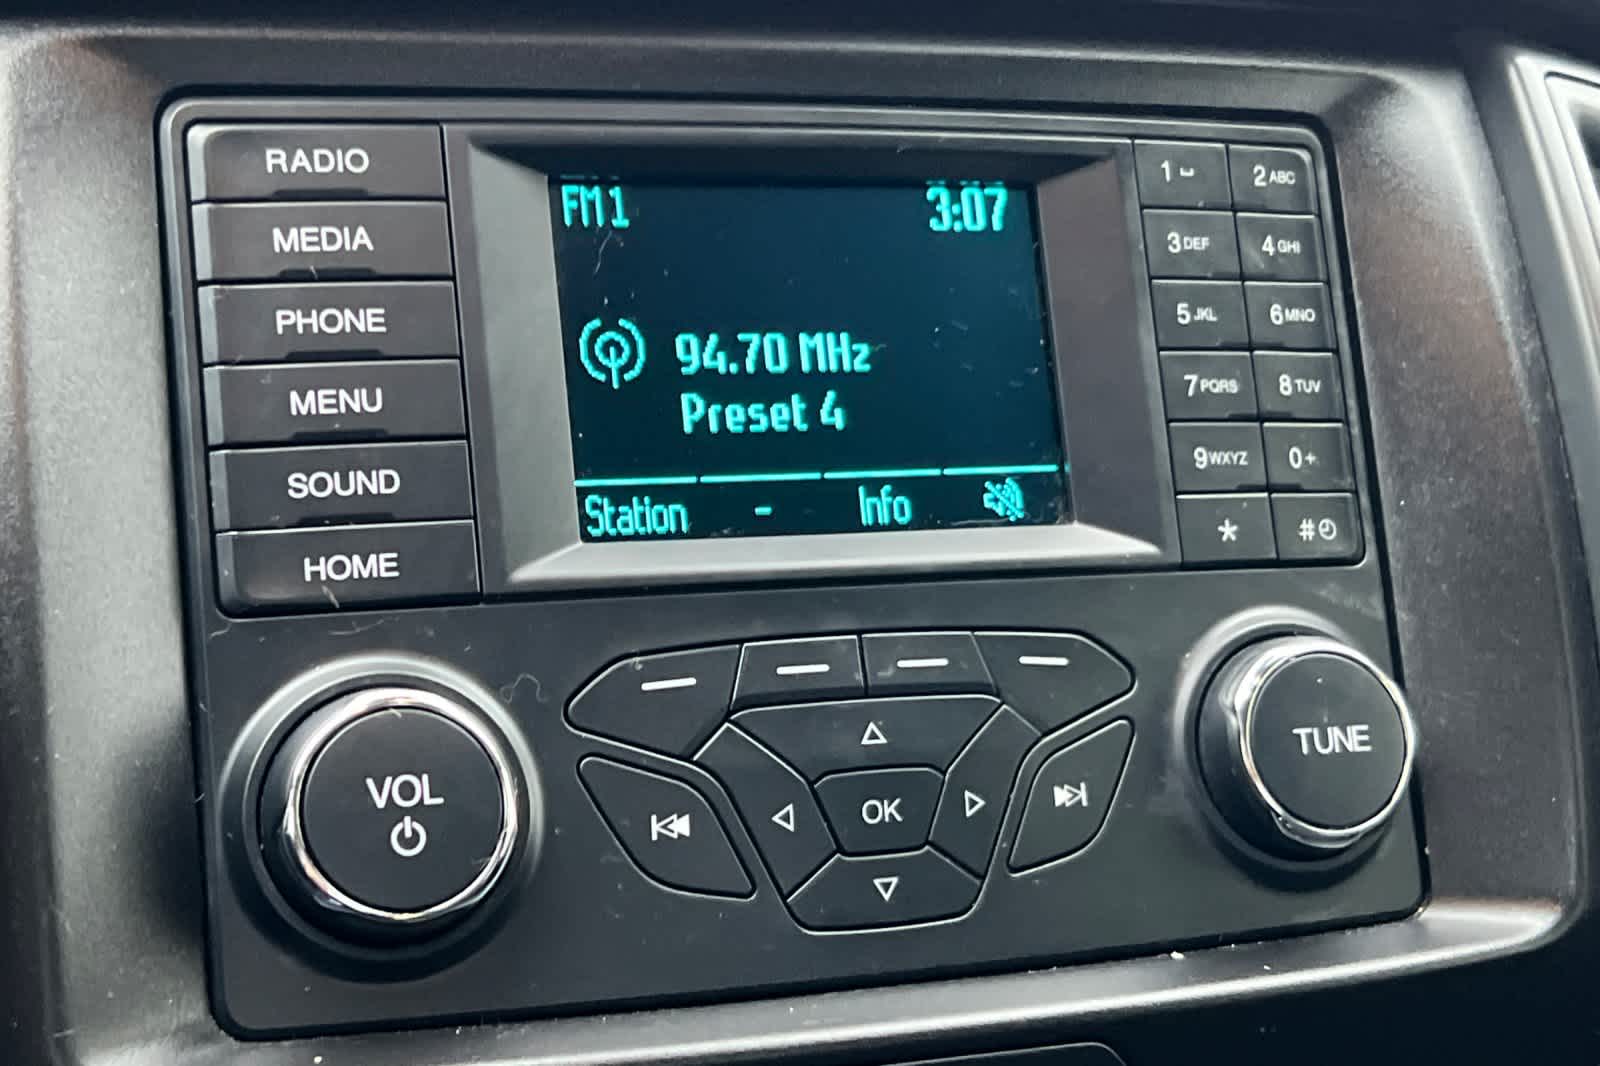 RADIO
MEDIA
PHONE
MENU
SOUND
HOME
FM1 3:07
94.70 MHz
Preset 4
Station - Info
1
2 ABC
3 DEF
4 GHI
5 JKL
6 MNO
7 PQRS
8 TUV
9 WXYZ
0 +
*
#
VOL
OK
TUNE